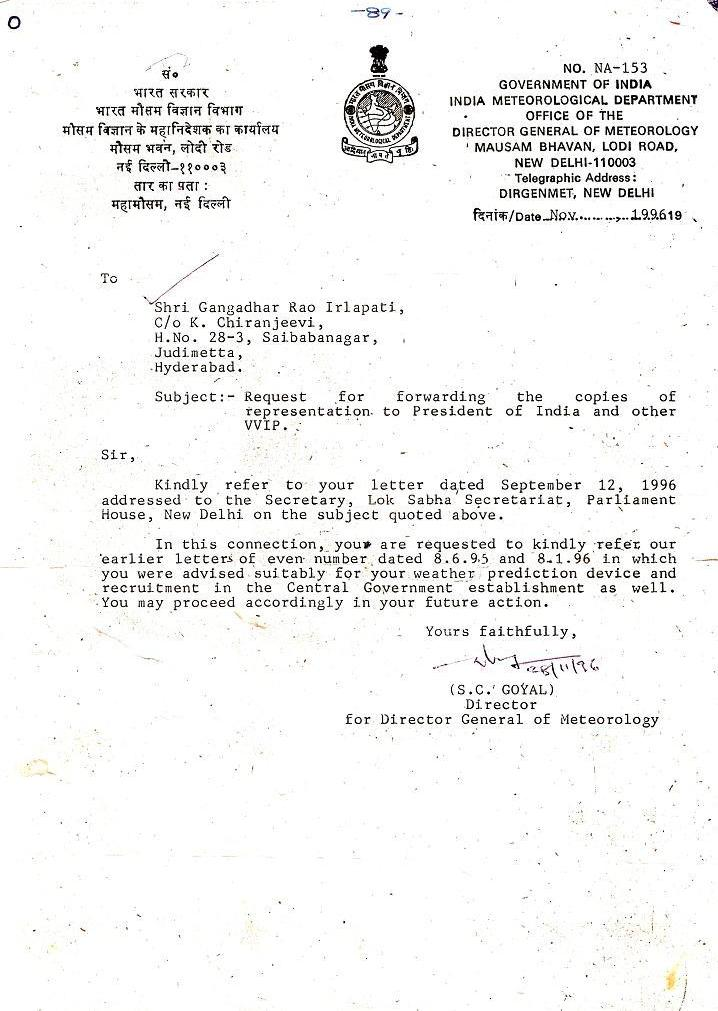 -89-
सं०
भारत सरकार
भारत मौसम विज्ञान विभाग
मौसम विज्ञान के महानिदेशक का कार्यालय
मौसम भवन, लोदी रोड
नई दिल्ली-११०००३
तार का पता :
महामौसम, नई दिल्ली
NO. NA-153
GOVERNMENT OF INDIA
INDIA METEOROLOGICAL DEPARTMENT
OFFICE OF THE
DIRECTOR GENERAL OF METEOROLOGY
MAUSAM BHAVAN, LODI ROAD,
NEW DELHI-110003
Telegraphic Address:
DIRGENMET, NEW DELHI
दिनांक/Date Nov......., 199619
To
Shri Gangadhar Rao Irlapati,
C/o K. Chiranjeevi,
H.No. 28-3, Saibabanagar,
Judimetta,
Hyderabad.
Subject:- Request for forwarding the copies of
representation to President of India and other
VVIP.
Sir,
Kindly refer to your letter dated September 12, 1996
addressed to the Secretary, Lok Sabha Secretariat, Parliament
House, New Delhi on the subject quoted above.
In this connection, you are requested to kindly refer our
earlier letters of even number dated 8.6.95 and 8.1.96 in which
you were advised suitably for your weather prediction device and
recruitment in the Central Government establishment as well.
You may proceed accordingly in your future action.
Yours faithfully,
28/11/96
(S.C. GOYAL)
Director
for Director General of Meteorology